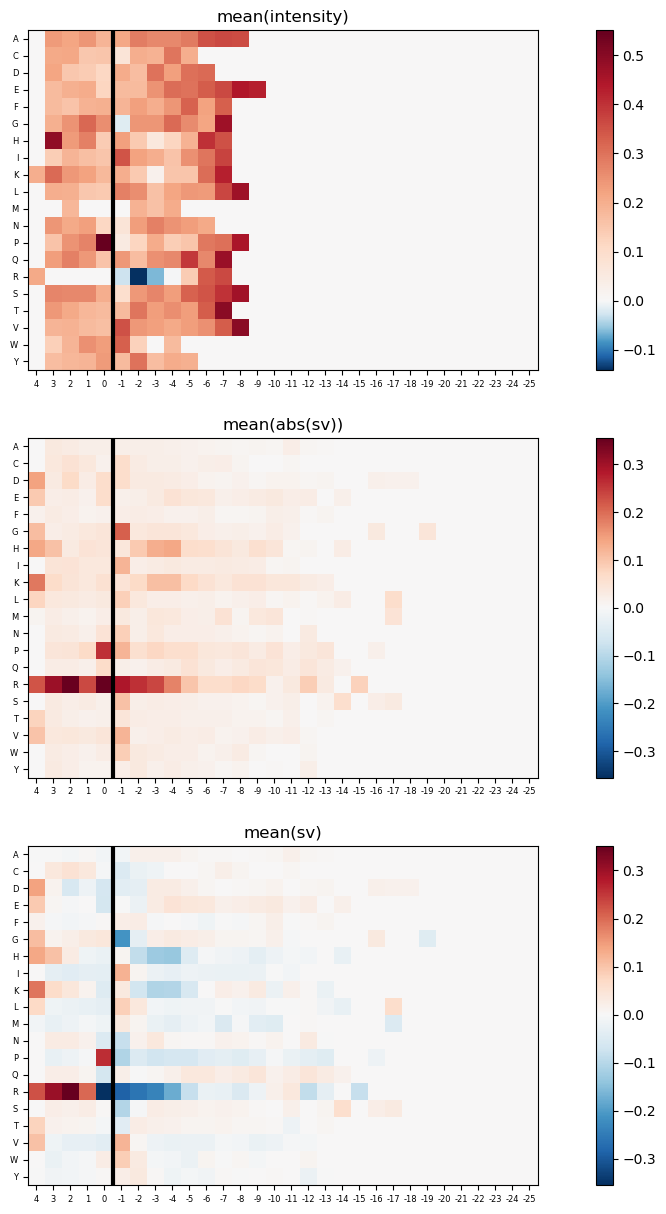 mean(intensity)
A
C
D
E
F
G
H
I
K
L
M
N
P
Q
R
S
T
V
W
Y
4 3 2 1 0 -1 -2 -3 -4 -5 -6 -7 -8 -9 -10 -11 -12 -13 -14 -15 -16 -17 -18 -19 -20 -21 -22 -23 -24 -25
0.5
0.4
0.3
0.2
0.1
0.0
−0.1
mean(abs(sv))
A
C
D
E
F
G
H
I
K
L
M
N
P
Q
R
S
T
V
W
Y
4 3 2 1 0 -1 -2 -3 -4 -5 -6 -7 -8 -9 -10 -11 -12 -13 -14 -15 -16 -17 -18 -19 -20 -21 -22 -23 -24 -25
0.3
0.2
0.1
0.0
−0.1
−0.2
−0.3
mean(sv)
A
C
D
E
F
G
H
I
K
L
M
N
P
Q
R
S
T
V
W
Y
4 3 2 1 0 -1 -2 -3 -4 -5 -6 -7 -8 -9 -10 -11 -12 -13 -14 -15 -16 -17 -18 -19 -20 -21 -22 -23 -24 -25
0.3
0.2
0.1
0.0
−0.1
−0.2
−0.3